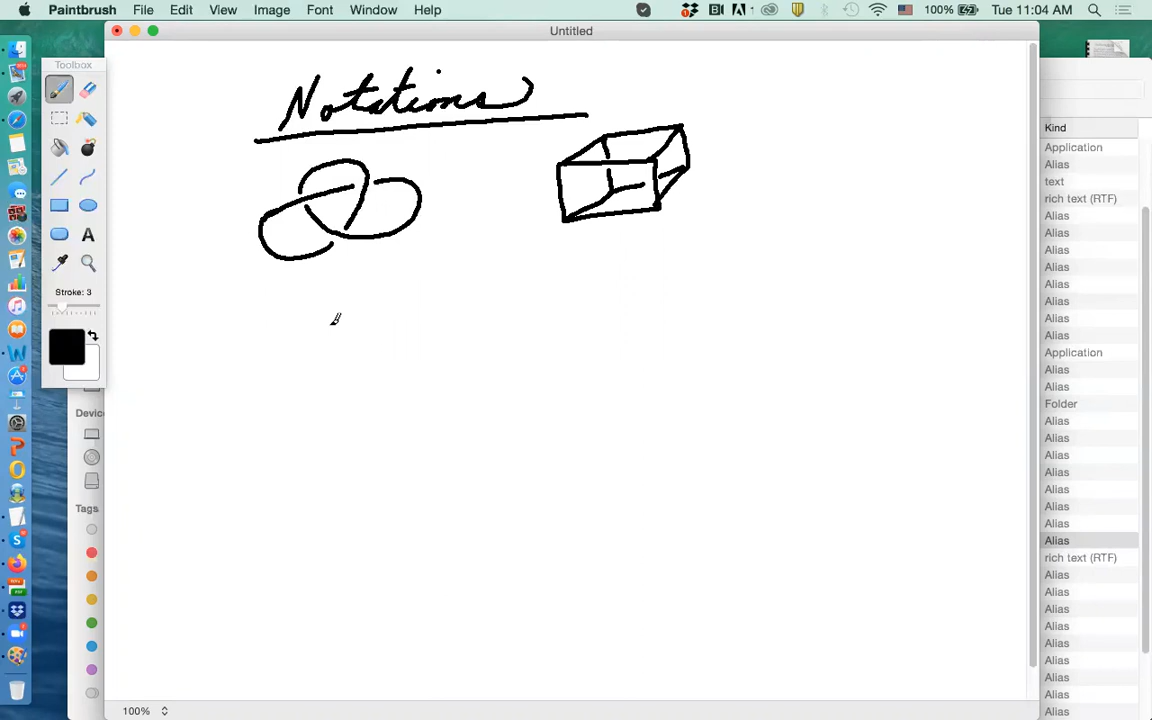 Paintbrush File Edit View Image Font Window Help 100% Tue 11:04 AM
Untitled
Toolbox
Notations
Kind
Application
Alias
text
rich text (RTF)
Alias
Alias
Alias
Alias
Alias
Alias
Alias
Stroke: 3
Application
Alias
Alias
Folder
Device
Alias
Alias
Alias
Alias
Alias
Tags
Alias
Alias
Alias
rich text (RTF)
Alias
Alias
Alias
Alias
Alias
Alias
Alias
Alias
100%
Alias